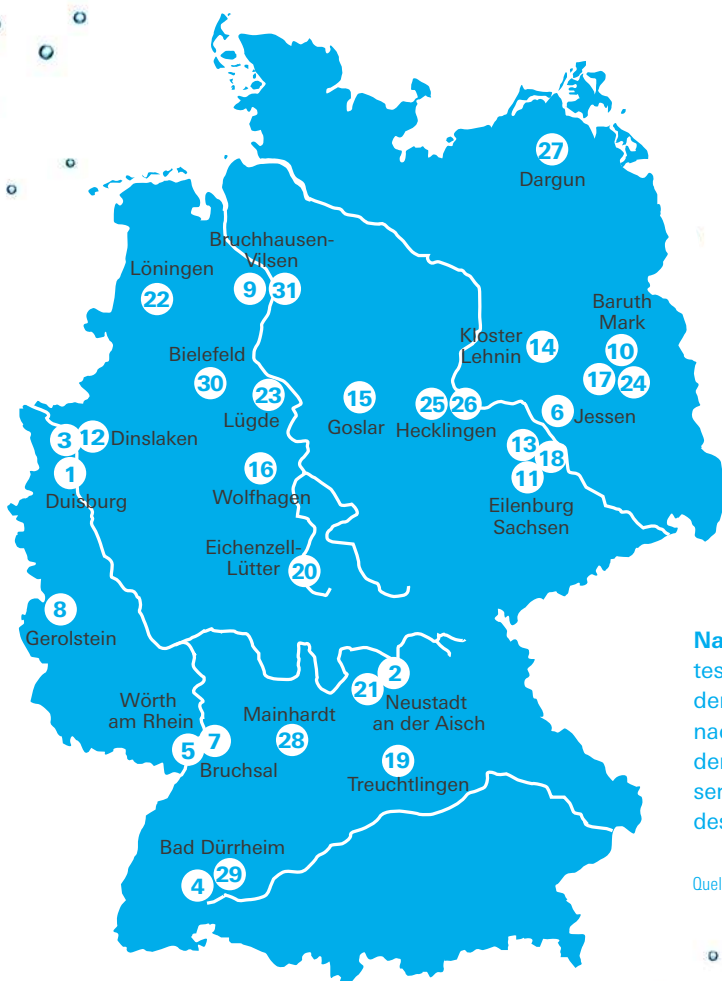 27
Dargun
Bruchhausen-
Vilsen
9 31
Löningen
22
Baruth
Mark
10
17 24
Kloster
Lehnin
14
Bielefeld
30
23
Lügde
15
Goslar
25 26
Hecklingen
6
Jessen
3 12 Dinslaken
1
Duisburg
13
18
11
Eilenburg
Sachsen
16
Wolfhagen
Eichenzell-
Lütter
20
8
Gerolstein
2
21
Neustadt
an der Aisch
Wörth
am Rhein
5 7
Bruchsal
Mainhardt
28
19
Treuchtlingen
Bad Dürrheim
4 29